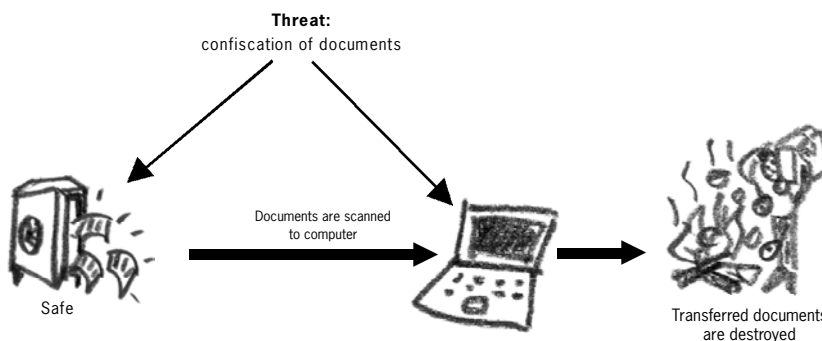 Threat:
confiscation of documents
Documents are scanned
to computer
Safe
Transferred documents
are destroyed